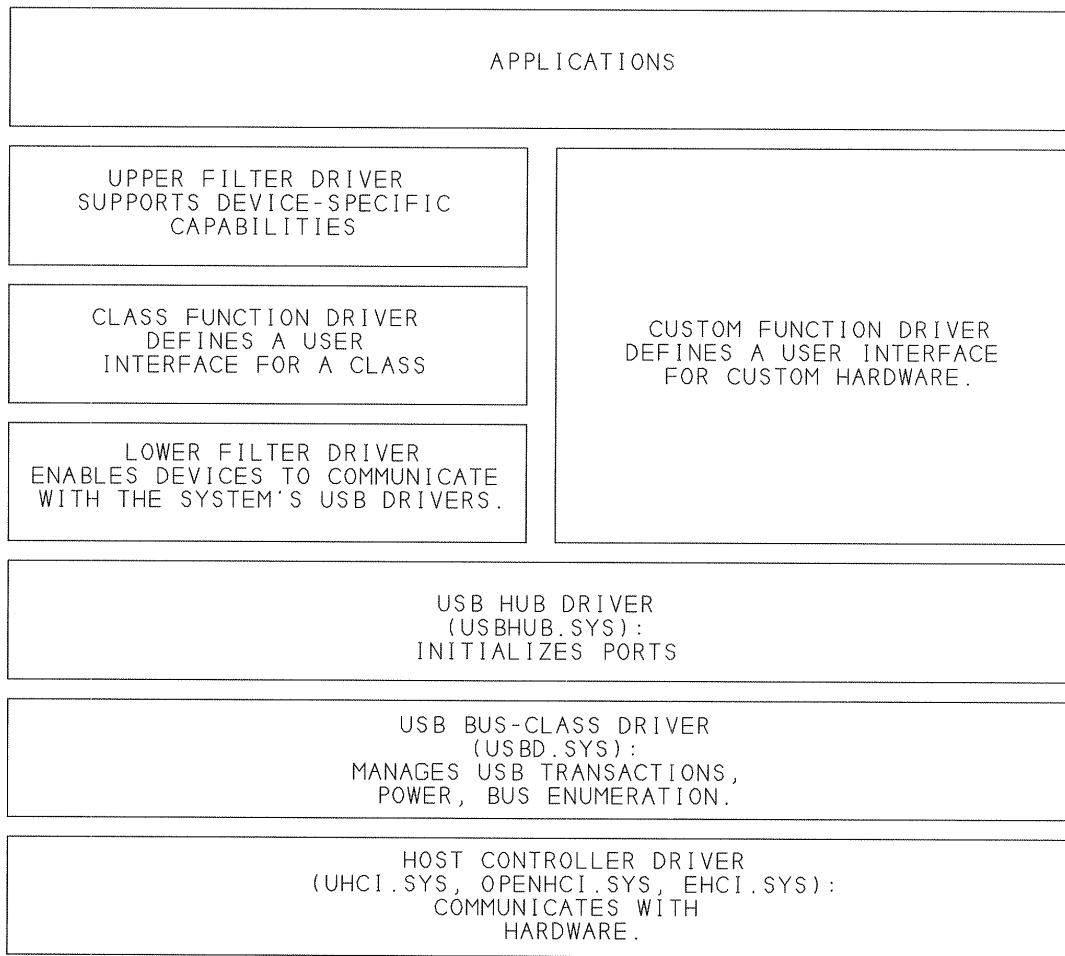 APPLICATIONS
UPPER FILTER DRIVER
SUPPORTS DEVICE-SPECIFIC
CAPABILITIES
CLASS FUNCTION DRIVER
DEFINES A USER
INTERFACE FOR A CLASS
LOWER FILTER DRIVER
ENABLES DEVICES TO COMMUNICATE
WITH THE SYSTEM'S USB DRIVERS.
CUSTOM FUNCTION DRIVER
DEFINES A USER INTERFACE
FOR CUSTOM HARDWARE.
USB HUB DRIVER
(USBHUB.SYS):
INITIALIZES PORTS
USB BUS-CLASS DRIVER
(USBD.SYS):
MANAGES USB TRANSACTIONS,
POWER, BUS ENUMERATION.
HOST CONTROLLER DRIVER
(UHCI.SYS, OPENHCI.SYS, EHCI.SYS):
COMMUNICATES WITH
HARDWARE.